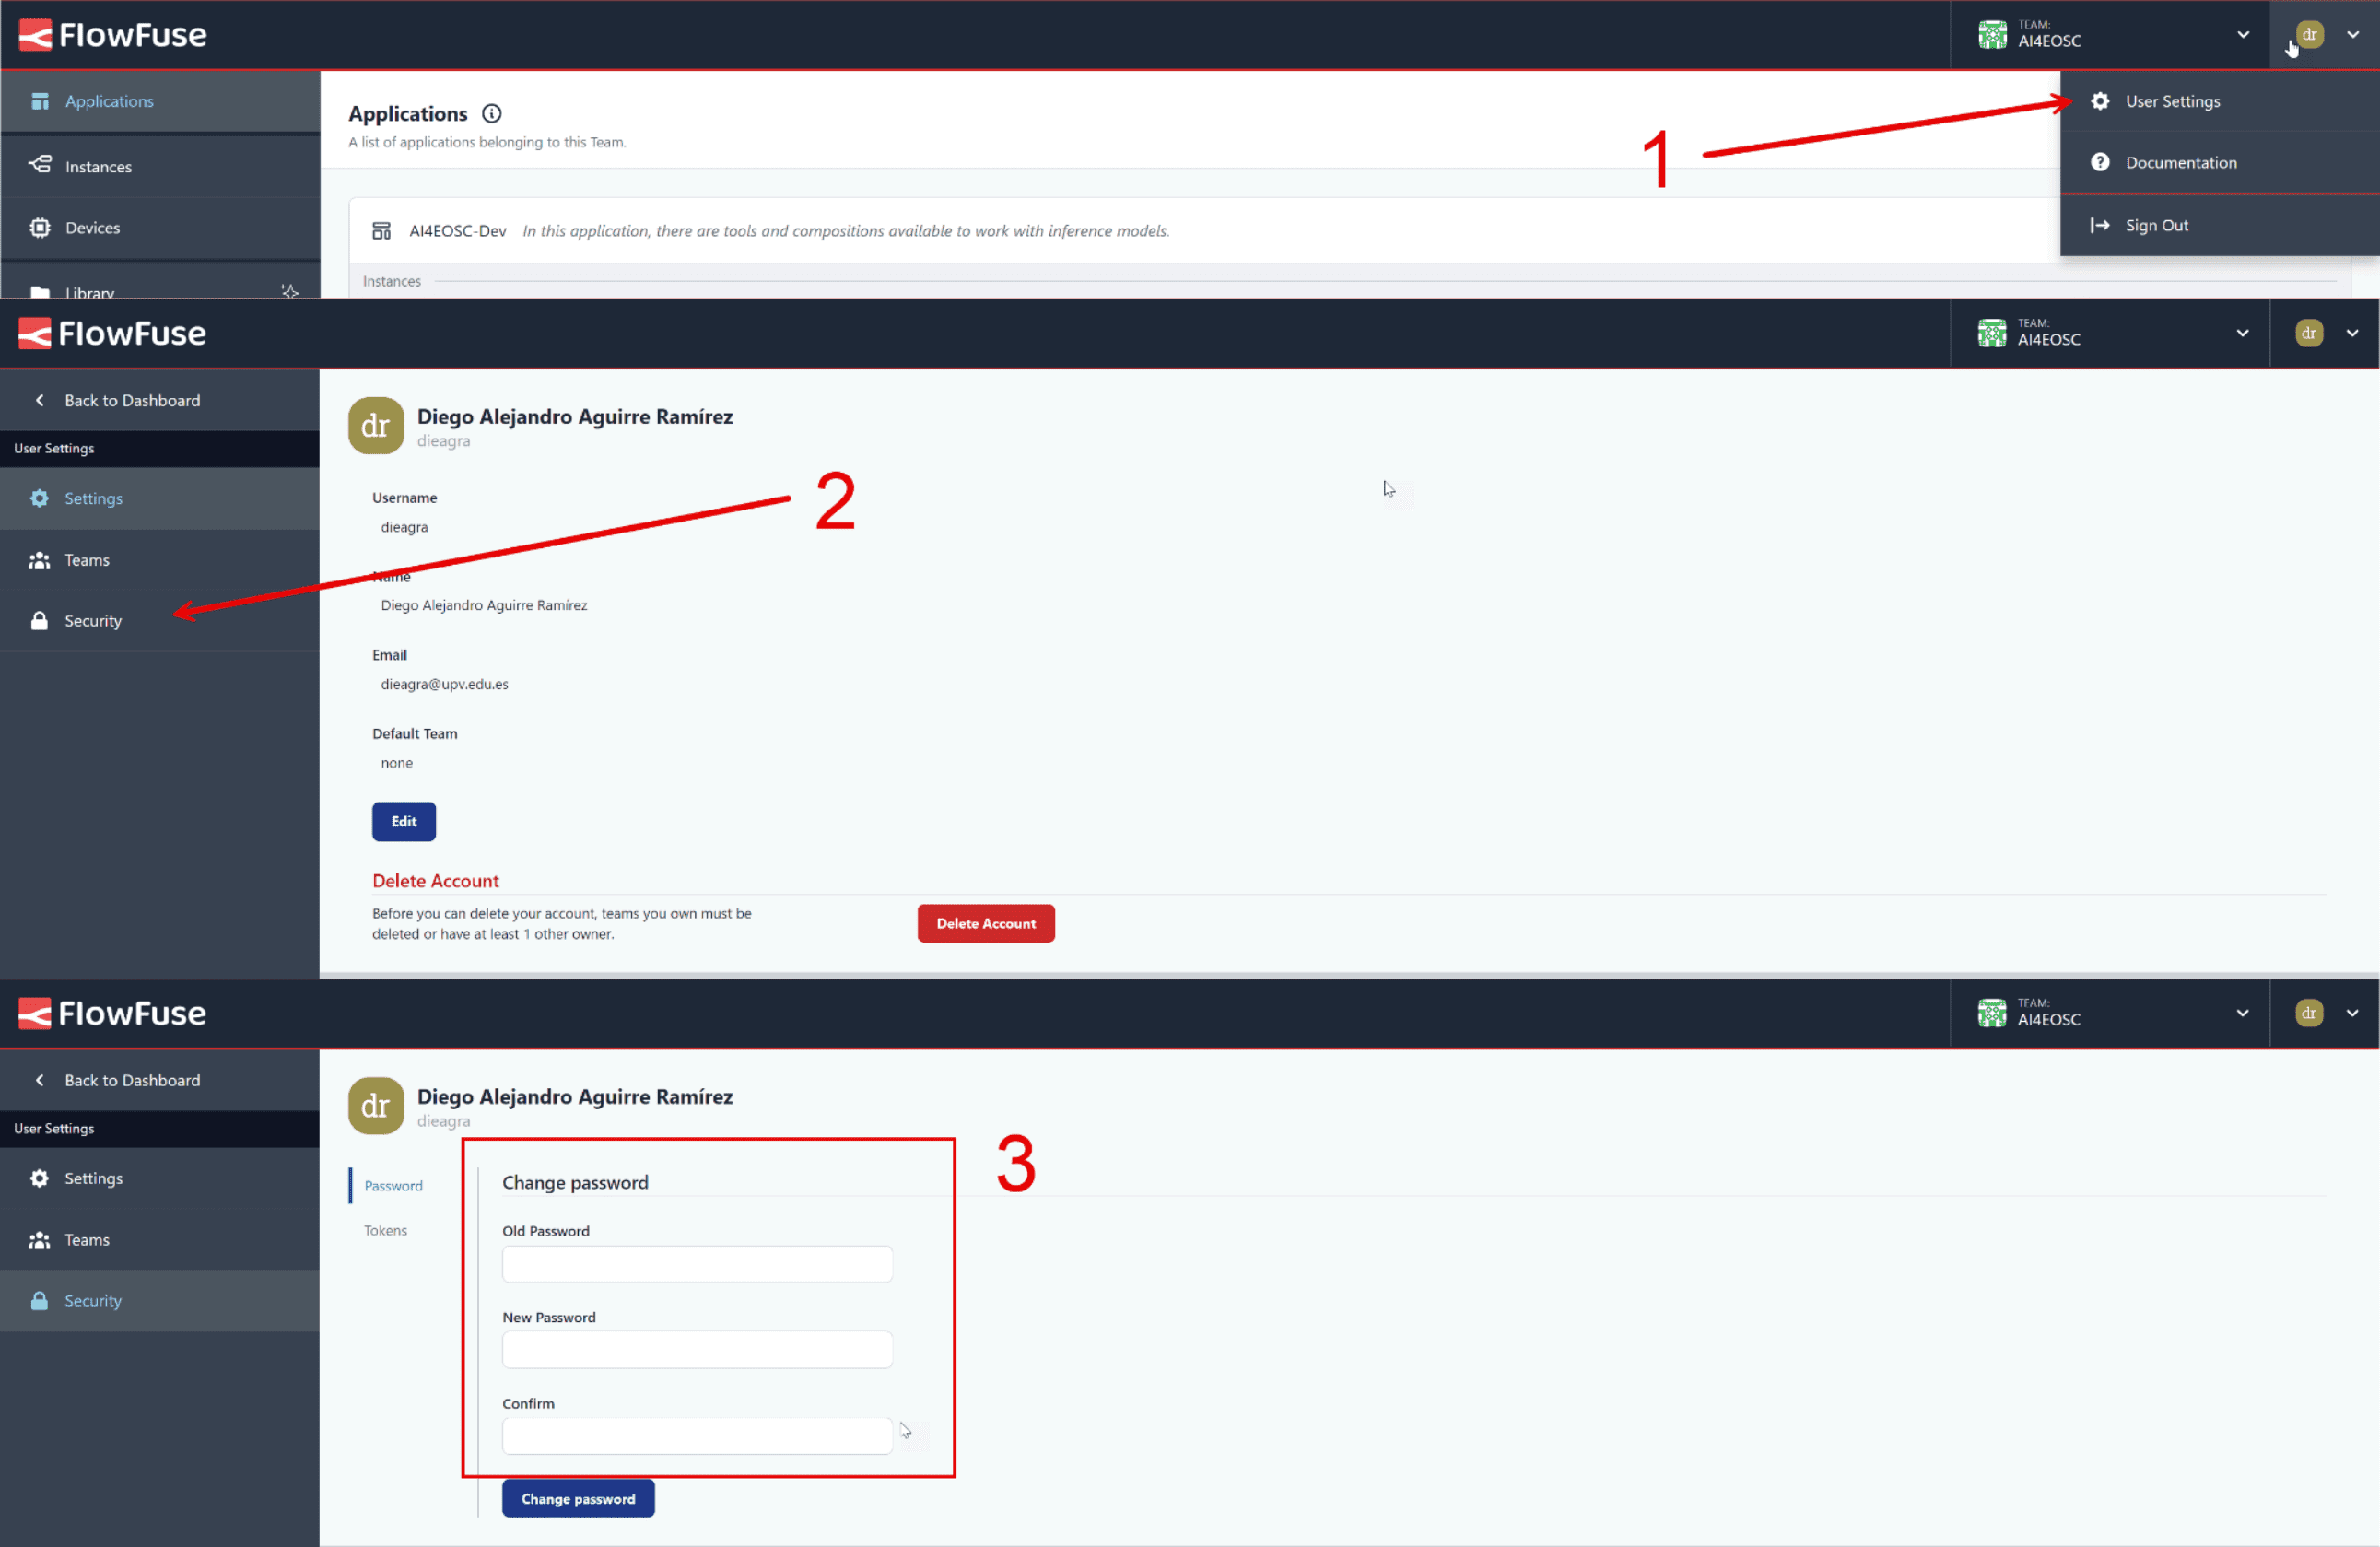 FlowFuse
TEAM:
AI4EOSC
dr
Applications
Instances
Devices
Library
Applications
A list of applications belonging to this Team.
AI4EOSC-Dev In this application, there are tools and compositions available to work with inference models.
Instances
1
User Settings
Documentation
Sign Out
FlowFuse
TEAM:
AI4EOSC
dr
Back to Dashboard
User Settings
Settings
Teams
Security
dr
Diego Alejandro Aguirre Ramírez
dieagra
2
Username
dieagra
Name
Diego Alejandro Aguirre Ramírez
Email
dieagra@upv.edu.es
Default Team
none
Edit
Delete Account
Before you can delete your account, teams you own must be
deleted or have at least 1 other owner.
Delete Account
FlowFuse
TEAM:
AI4EOSC
dr
Back to Dashboard
User Settings
Settings
Teams
Security
dr
Diego Alejandro Aguirre Ramírez
dieagra
3
Password
Tokens
Change password
Old Password
New Password
Confirm
Change password